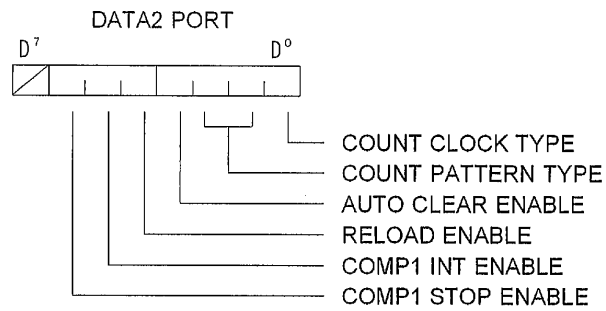 DATA2 PORT
D⁷ D⁰
COUNT CLOCK TYPE
COUNT PATTERN TYPE
AUTO CLEAR ENABLE
RELOAD ENABLE
COMP1 INT ENABLE
COMP1 STOP ENABLE